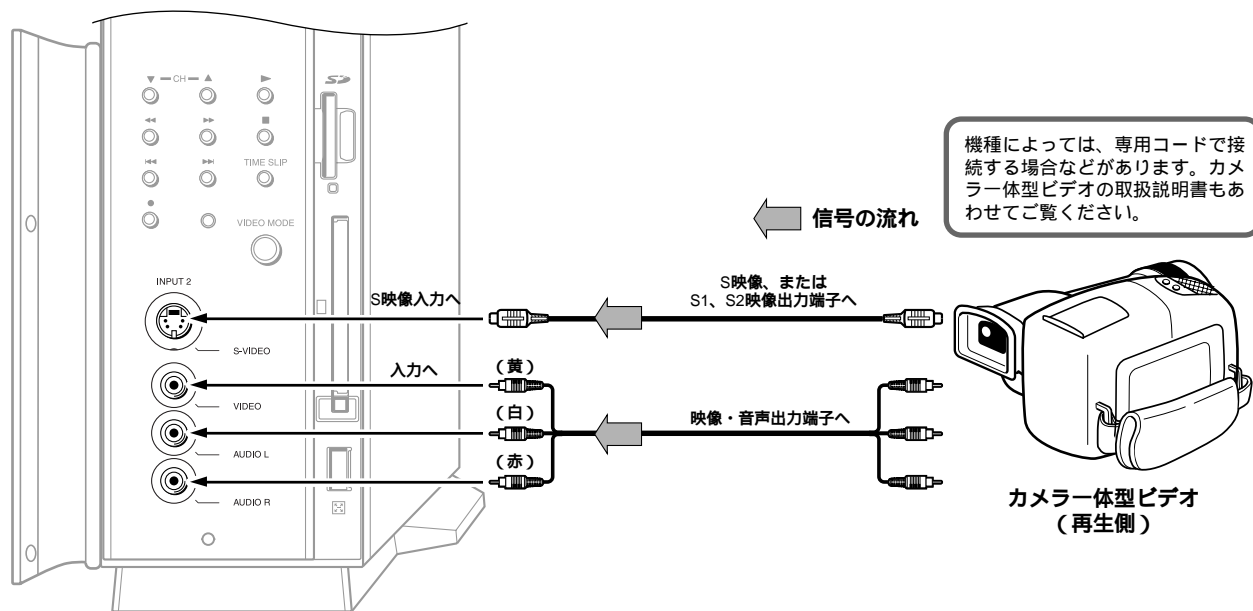 ▼ — CH — ▲ ►
SD
◄◄ ►► ■
I◄◄ ►►I TIME SLIP
●
VIDEO MODE
INPUT 2
S-VIDEO
VIDEO
AUDIO L
AUDIO R
S映像入力へ
入力へ
(黄)
(白)
(赤)
信号の流れ
S映像、または
S1、S2映像出力端子へ
映像・音声出力端子へ
機種によっては、専用コードで接
続する場合などがあります。カメ
ラ一体型ビデオの取扱説明書もあ
わせてご覧ください。
カメラ一体型ビデオ
(再生側)